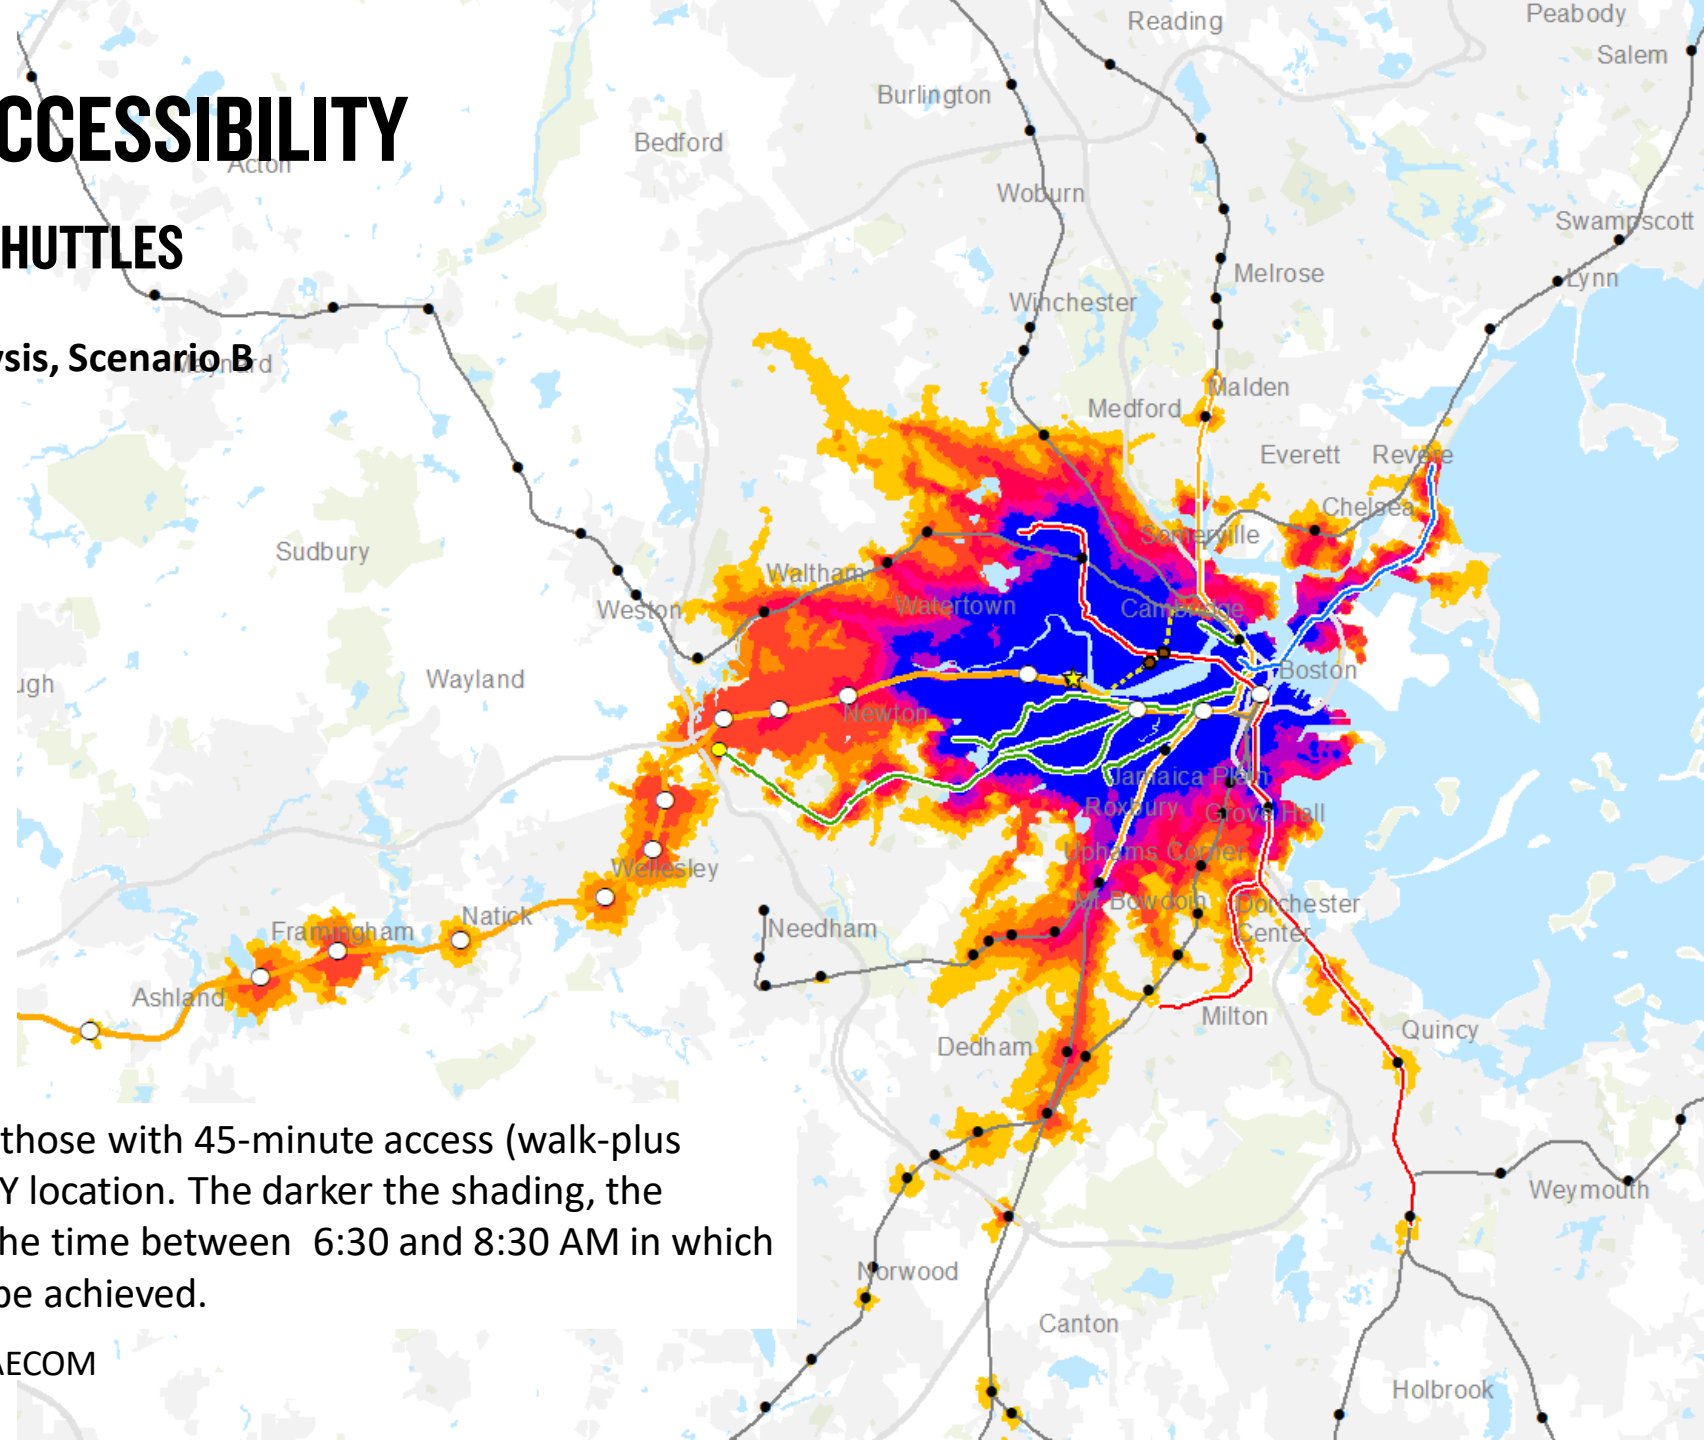 CCESSIBILITY
HUTTLES
ysis, Scenario B
those with 45-minute access (walk-plus
Y location. The darker the shading, the
he time between 6:30 and 8:30 AM in which
be achieved.
AECOM
Reading
Peabody
Salem
Burlington
Bedford
Acton
Woburn
Swampscott
Melrose
Lynn
Winchester
Maynard
Malden
Medford
Everett
Revere
Chelsea
Somerville
Sudbury
Waltham
Weston
Watertown
Cambridge
Boston
Wayland
ugh
Newton
Jamaica Plain
Roxbury
Grove Hall
Uphams Corner
Wellesley
Mt Bowdoin
Dorchester
Center
Natick
Framingham
Needham
Ashland
Milton
Quincy
Dedham
Weymouth
Norwood
Canton
Holbrook